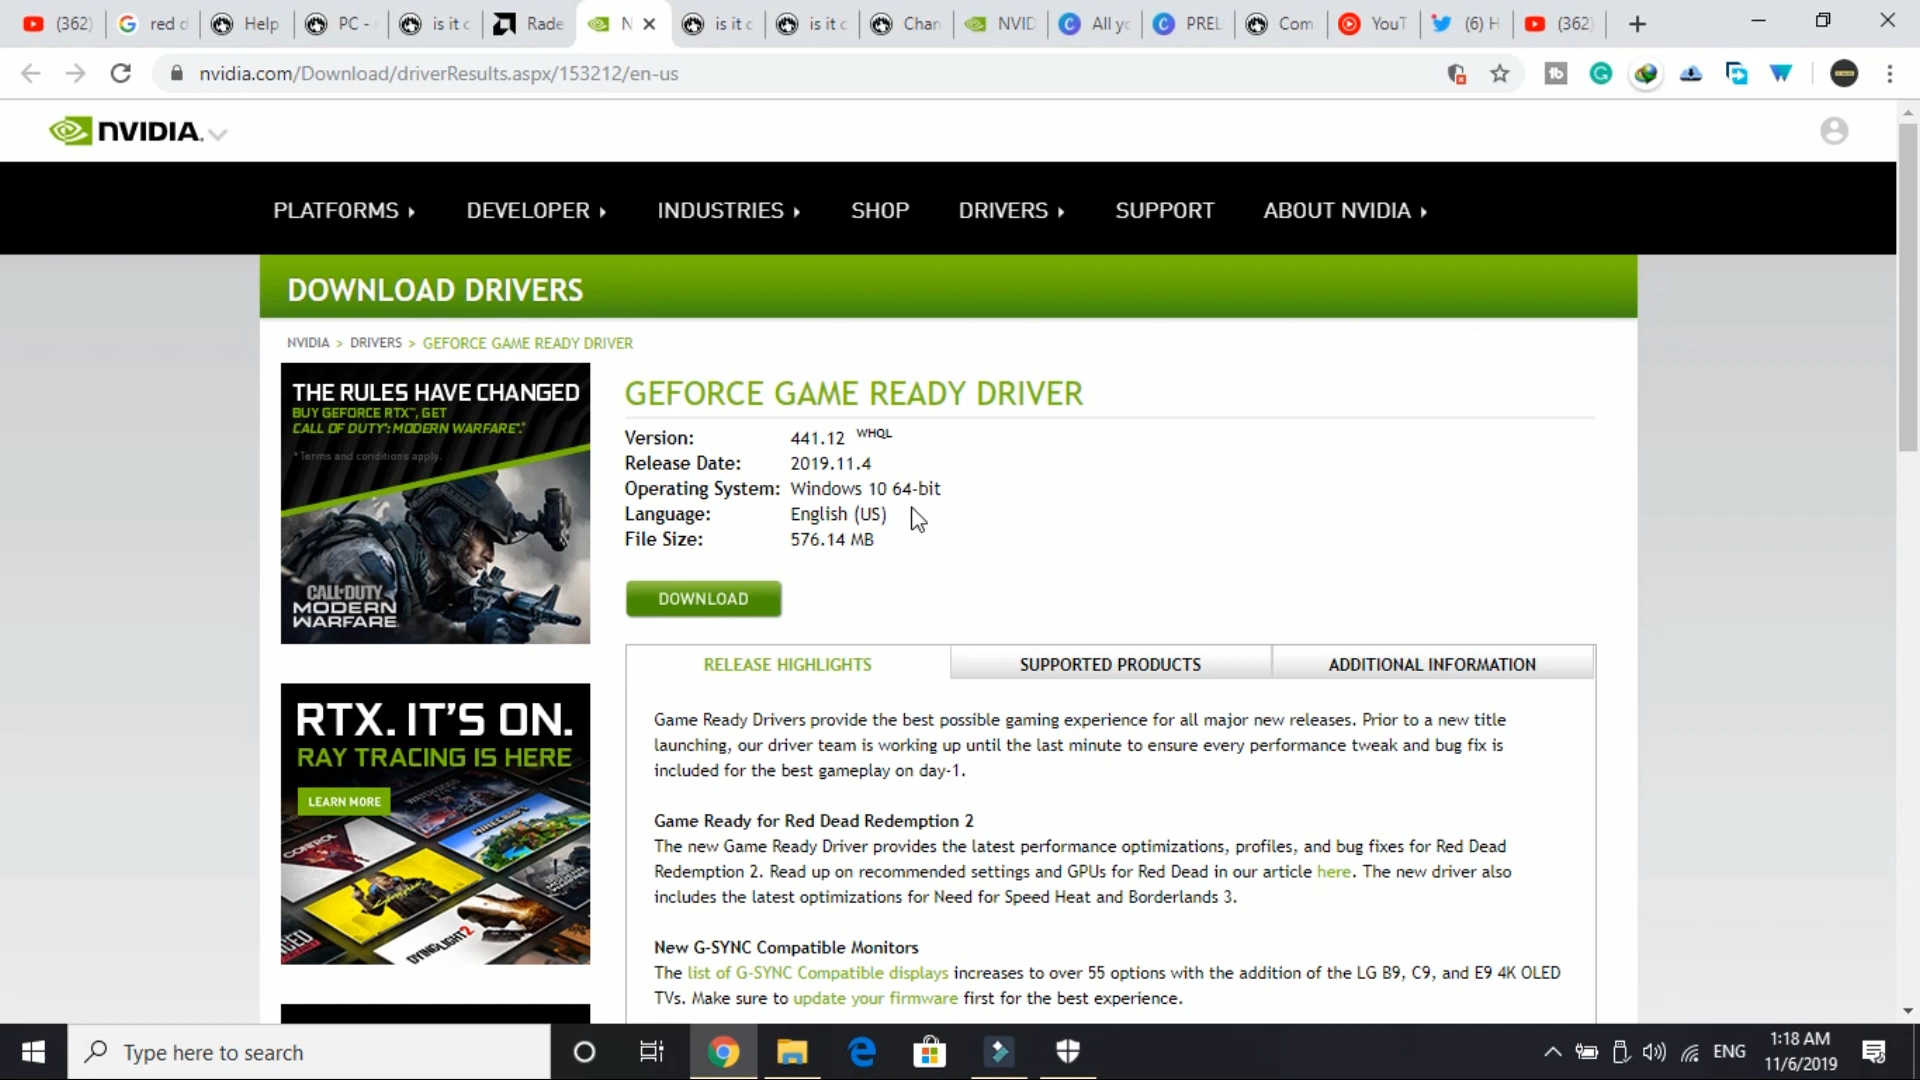 (362)
red d
Help
PC -
is it c
Rade
N
is it c
is it c
Chan
NVID
All yo
PREL
Com
YouT
(6) H
(362)
nvidia.com/Download/driverResults.aspx/153212/en-us
NVIDIA.
PLATFORMS
DEVELOPER
INDUSTRIES
SHOP
DRIVERS
SUPPORT
ABOUT NVIDIA
DOWNLOAD DRIVERS
NVIDIA > DRIVERS > GEFORCE GAME READY DRIVER
THE RULES HAVE CHANGED
BUY GEFORCE RTX™, GET
CALL OF DUTY®: MODERN WARFARE®.*
*Terms and conditions apply.
CALL·DUTY
MODERN
WARFARE
GEFORCE GAME READY DRIVER
Version: 441.12 WHQL
Release Date: 2019.11.4
Operating System: Windows 10 64-bit
Language: English (US)
File Size: 576.14 MB
DOWNLOAD
RELEASE HIGHLIGHTS
SUPPORTED PRODUCTS
ADDITIONAL INFORMATION
Game Ready Drivers provide the best possible gaming experience for all major new releases. Prior to a new title
launching, our driver team is working up until the last minute to ensure every performance tweak and bug fix is
included for the best gameplay on day-1.
Game Ready for Red Dead Redemption 2
The new Game Ready Driver provides the latest performance optimizations, profiles, and bug fixes for Red Dead
Redemption 2. Read up on recommended settings and GPUs for Red Dead in our article here. The new driver also
includes the latest optimizations for Need for Speed Heat and Borderlands 3.
New G-SYNC Compatible Monitors
The list of G-SYNC Compatible displays increases to over 55 options with the addition of the LG B9, C9, and E9 4K OLED
TVs. Make sure to update your firmware first for the best experience.
RTX. IT'S ON.
RAY TRACING IS HERE
LEARN MORE
CONTROL
MINECRAFT
DYING LIGHT 2
Type here to search
ENG
1:18 AM
11/6/2019